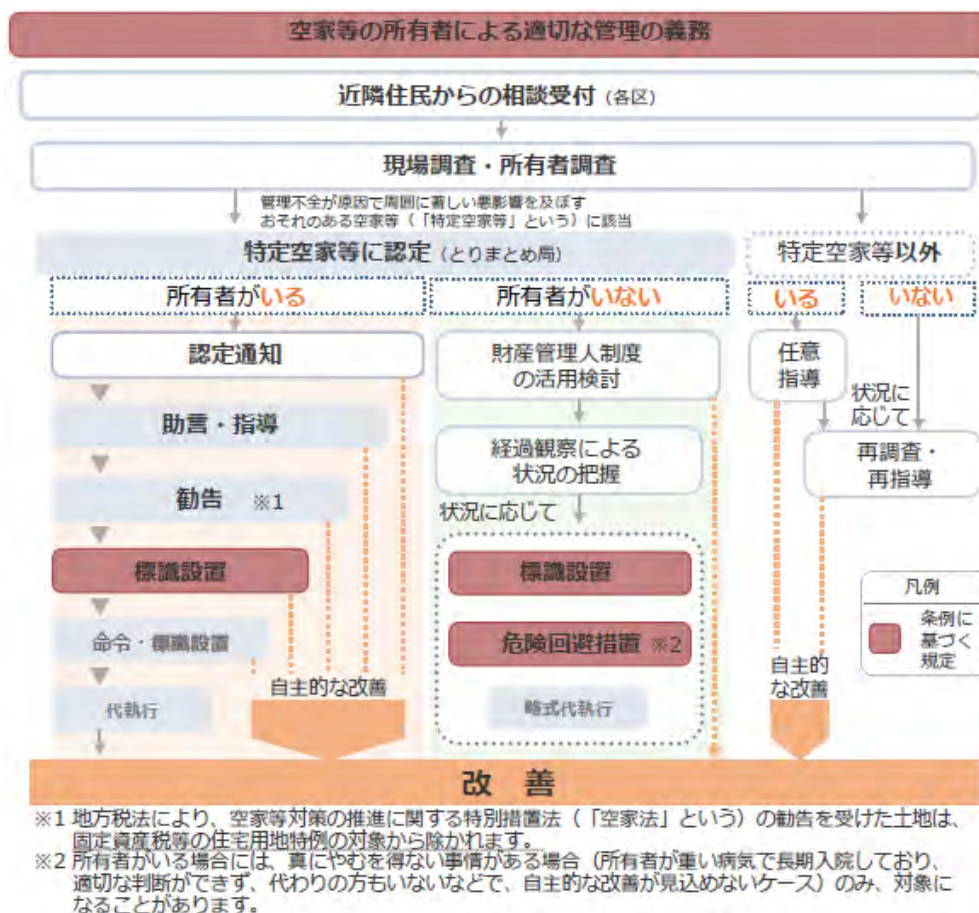 空家等の所有者による適切な管理の義務
近隣住民からの相談受付（各区）
現場調査・所有者調査
管理不全が原因で周囲に著しい悪影響を及ぼす
おそれのある空家等（「特定空家等」という）に該当
特定空家等に認定（とりまとめ局）
特定空家等以外
所有者がいる
所有者がいない
いる
いない
認定通知
助言・指導
勧告 ※1
標識設置
命令・標識設置
代執行
自主的な改善
財産管理人制度
の活用検討
経過観察による
状況の把握
状況に応じて
標識設置
危険回避措置 ※2
略式代執行
任意
指導
状況に
応じて
再調査・
再指導
自主的
な改善
凡例
条例に
基づく
規定
改 善
※1 地方税法により、空家等対策の推進に関する特別措置法（「空家法」という）の勧告を受けた土地は、
固定資産税等の住宅用地特例の対象から除かれます。
※2 所有者がいる場合には、真にやむを得ない事情がある場合（所有者が重い病気で長期入院しており、
適切な判断ができず、代わりの方もいないなどで、自主的な改善が見込めないケース）のみ、対象に
なることがあります。